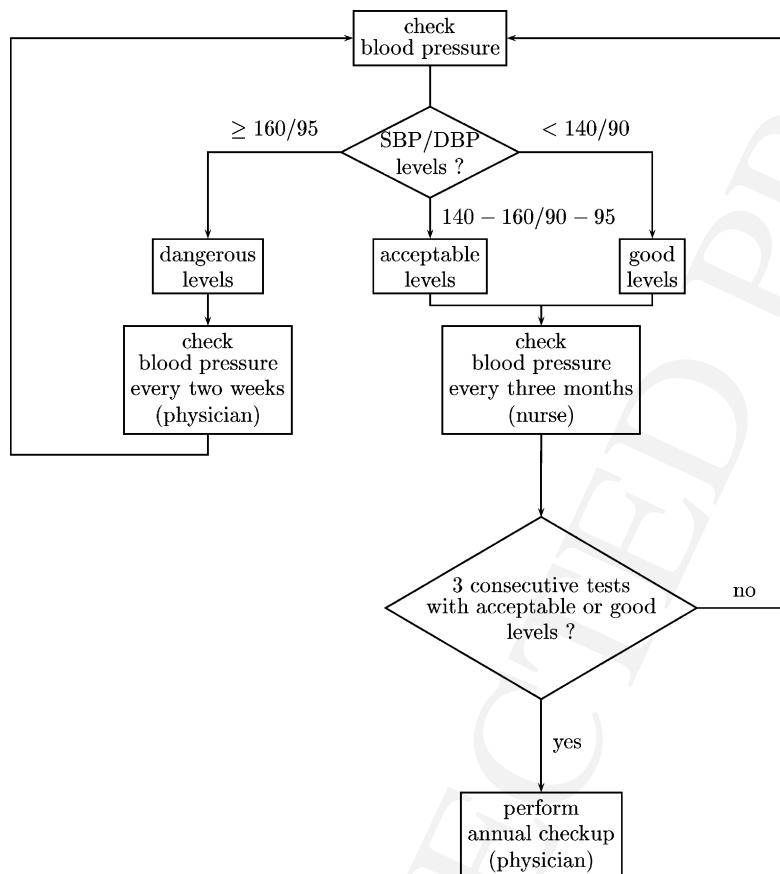 check
blood pressure
≥ 160/95
SBP/DBP
levels ?
< 140/90
140 − 160/90 − 95
dangerous
levels
acceptable
levels
good
levels
check
blood pressure
every two weeks
(physician)
check
blood pressure
every three months
(nurse)
3 consecutive tests
with acceptable or good
levels ?
no
yes
perform
annual checkup
(physician)